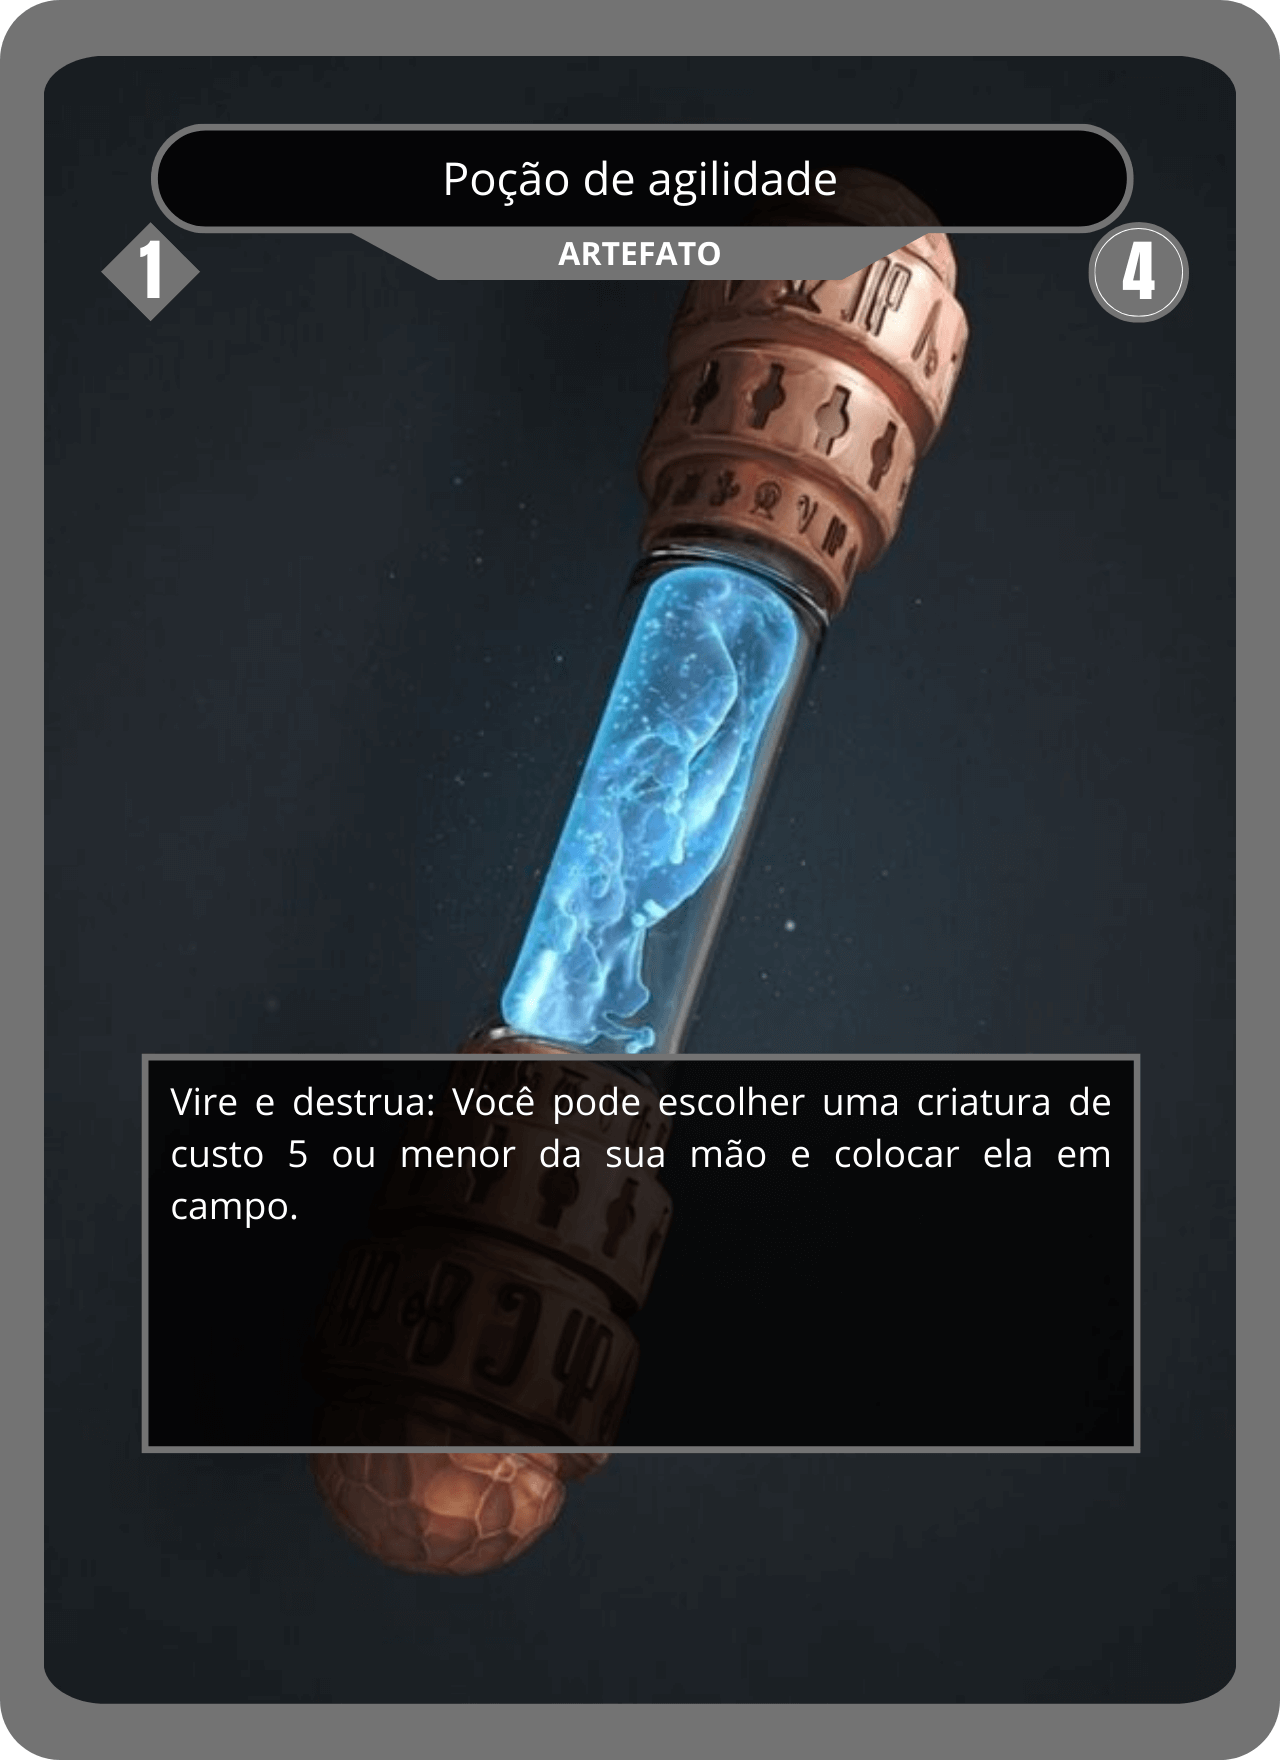 Poção de agilidade
ARTEFATO
1
4
Vire e destrua: Você pode escolher uma criatura de
custo 5 ou menor da sua mão e colocar ela em
campo.